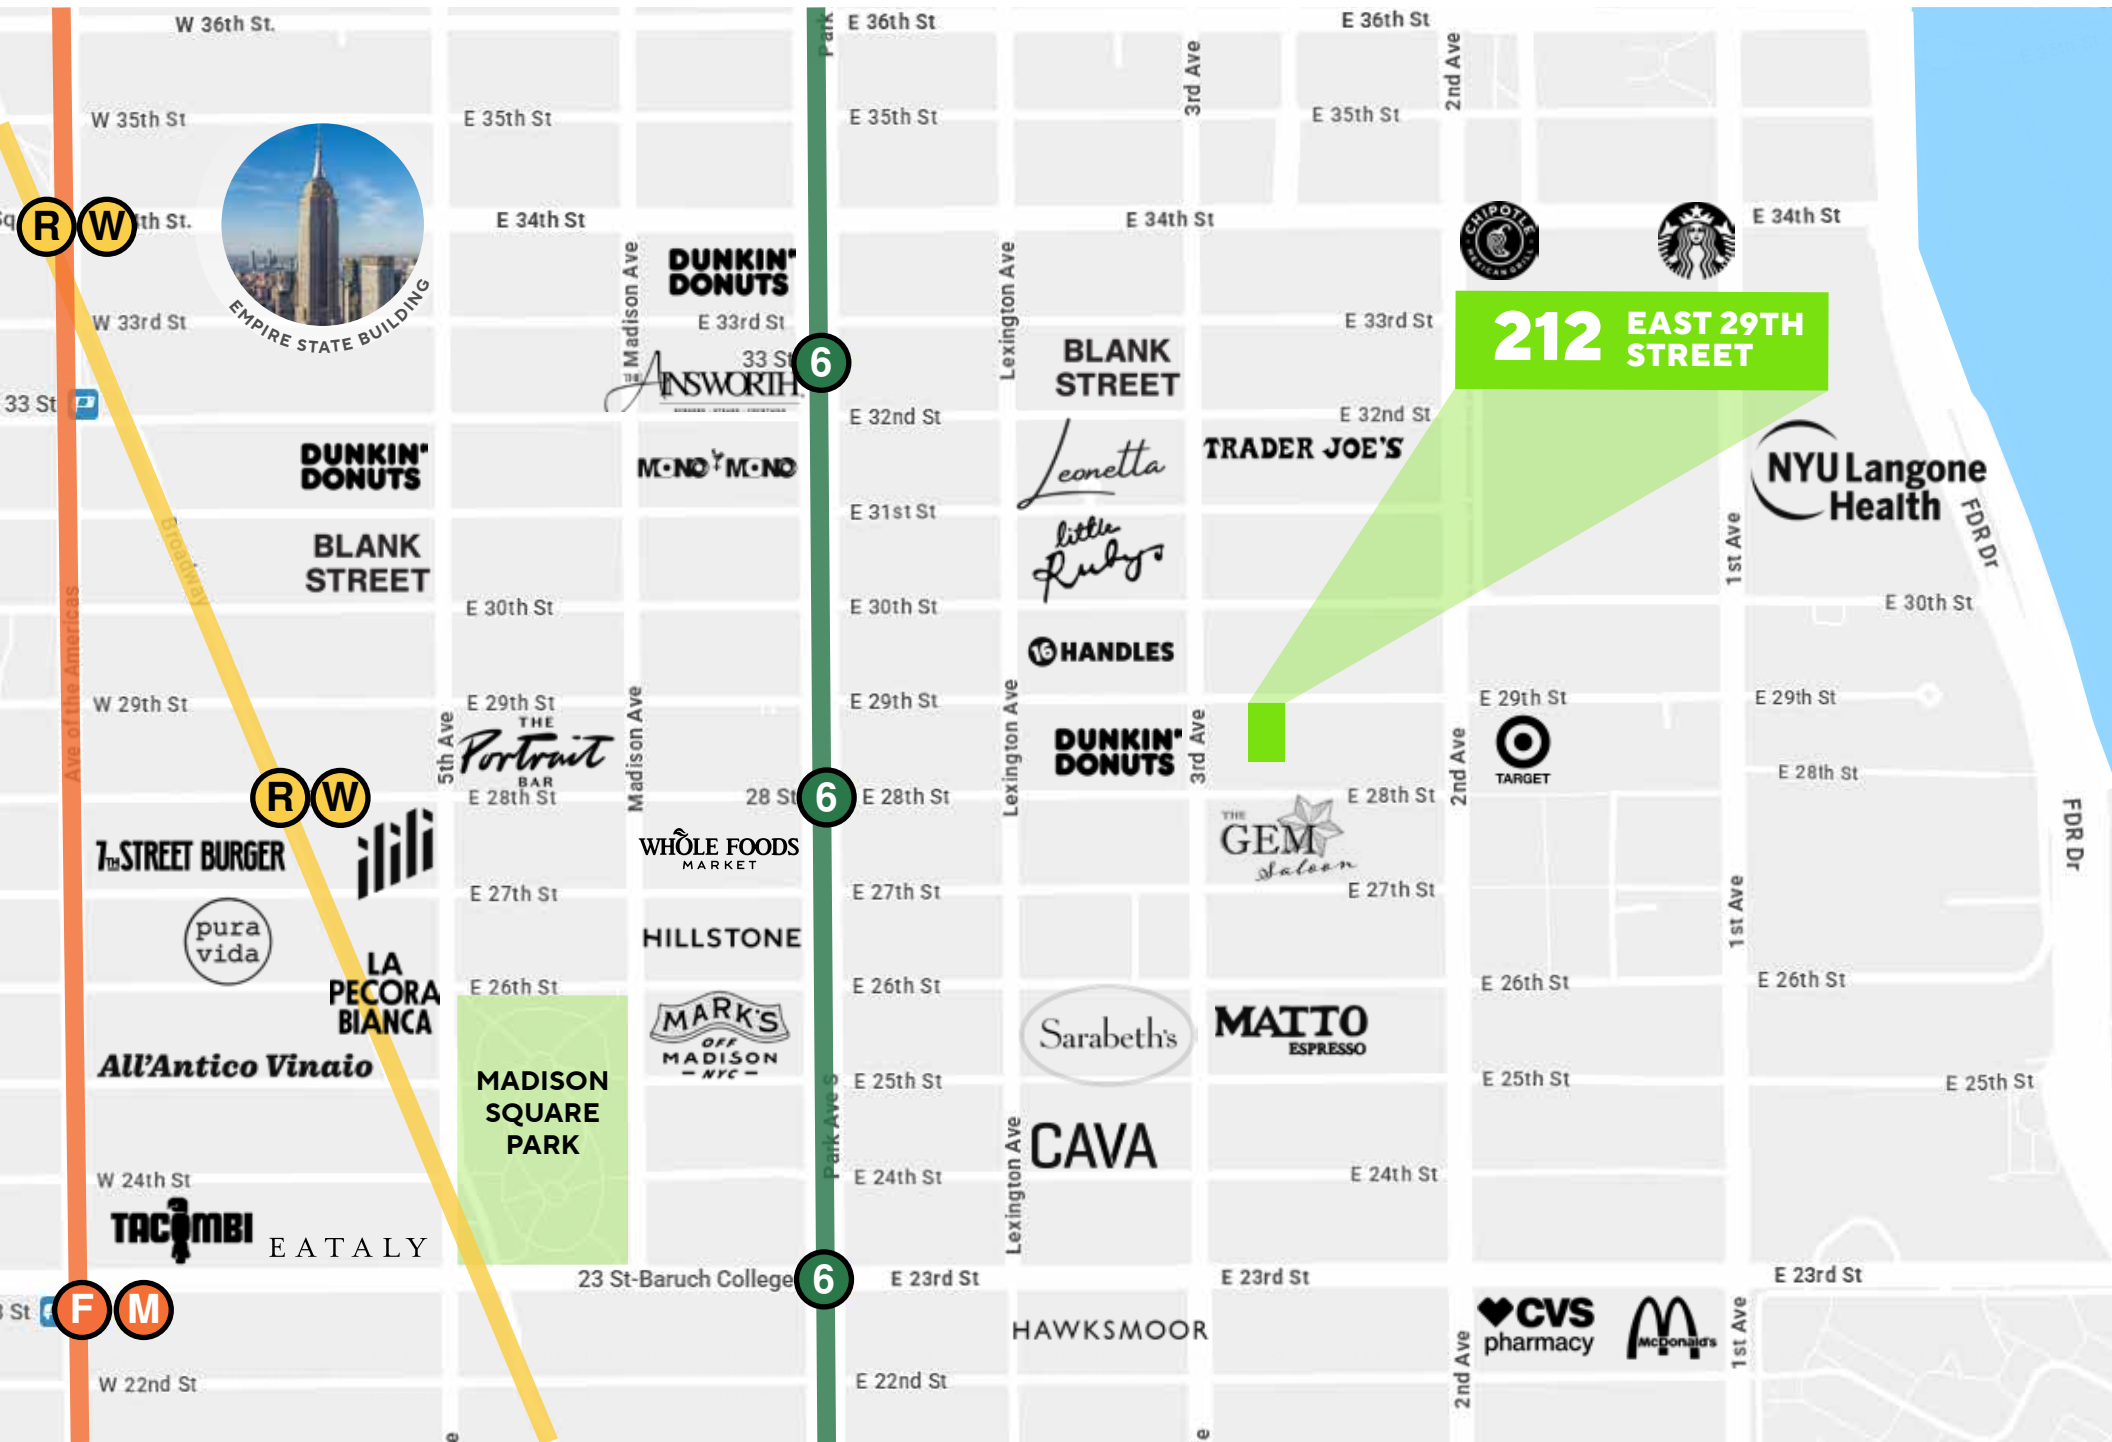 W 36th St.
Park
E 36th St
E 36th St
3rd Ave
2nd Ave
W 35th St
E 35th St
E 35th St
E 35th St
R
W
th St.
E 34th St
E 34th St
E 34th St
CHIPOTLE
MEXICAN GRILL
EMPIRE STATE BUILDING
Madison Ave
DUNKIN'
DONUTS
Lexington Ave
W 33rd St
E 33rd St
E 33rd St
212 EAST 29TH
STREET
33 St
6
THE
AINSWORTH
BLANK
STREET
33 St
E 32nd St
E 32nd St
DUNKIN'
DONUTS
MONO MONO
Leonetta
TRADER JOE'S
NYU Langone
Health
FDR Dr
Broadway
E 31st St
BLANK
STREET
little
Ruby's
1st Ave
Ave of the Americas
E 30th St
E 30th St
E 30th St
16 HANDLES
W 29th St
E 29th St
E 29th St
E 29th St
E 29th St
5th Ave
THE
Portrait
BAR
Madison Ave
Lexington Ave
DUNKIN'
DONUTS
3rd Ave
2nd Ave
TARGET
E 28th St
R
W
E 28th St
28 St
6
E 28th St
E 28th St
FDR Dr
7TH STREET BURGER
ilili
WHOLE FOODS
MARKET
THE
GEM
Saloon
E 27th St
E 27th St
E 27th St
1st Ave
pura
vida
HILLSTONE
LA
PECORA
BIANCA
E 26th St
E 26th St
E 26th St
E 26th St
MARK'S
OFF
MADISON
NYC
Sarabeth's
MATTO
ESPRESSO
All'Antico Vinaio
MADISON
SQUARE
PARK
Park Ave S
E 25th St
E 25th St
E 25th St
Lexington Ave
CAVA
W 24th St
E 24th St
E 24th St
TACOMBI
EATALY
23 St-Baruch College
6
E 23rd St
E 23rd St
E 23rd St
St
F
M
HAWKSMOOR
CVS
pharmacy
McDonald's
1st Ave
2nd Ave
W 22nd St
E 22nd St